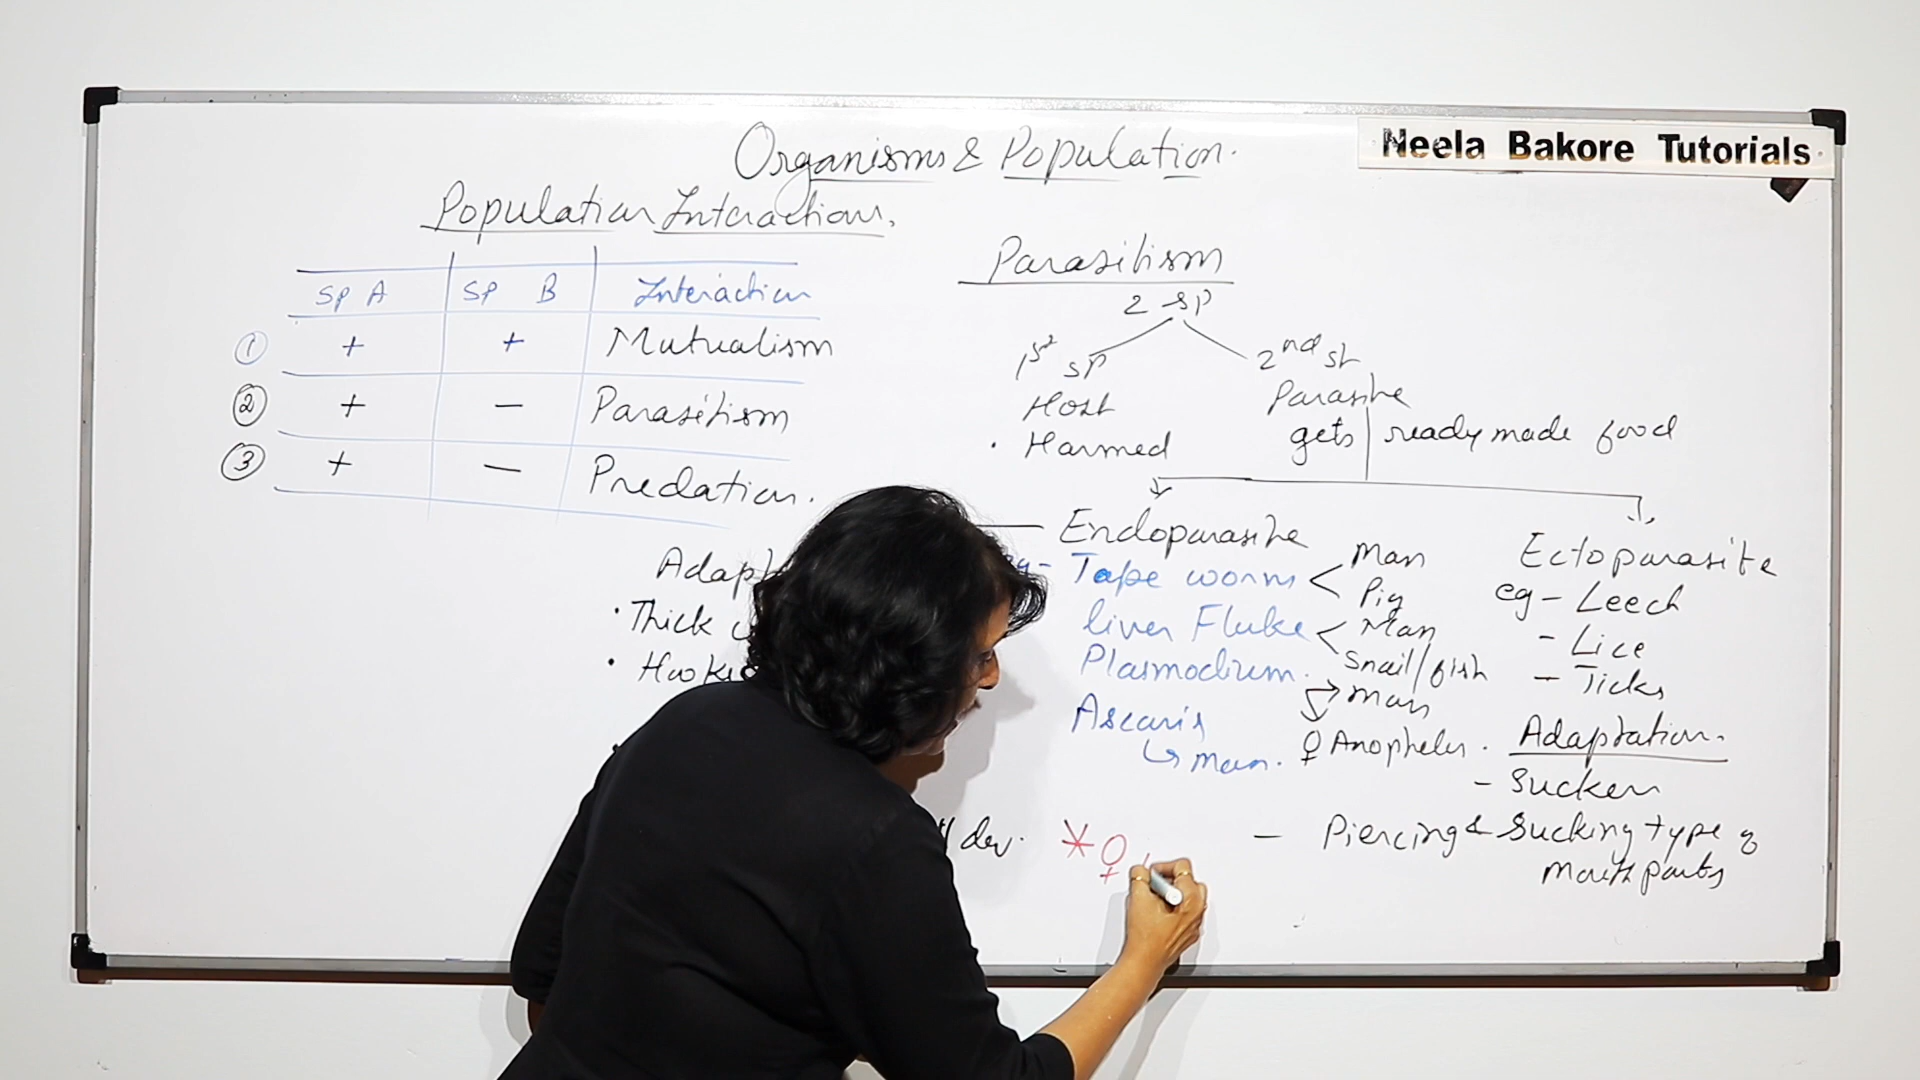 Organisms & Population.
Neela Bakore Tutorials
Population Interactions.
Sp A Sp B Interaction
① + + Mutualism
② + - Parasitism
③ + - Predation.
Parasitism
2 sp
1st sp
Host
• Harmed
2nd st
Parasite
gets ready made food
Endoparasite
Tape worm < Man
Pig
liver Fluke < Man
Snail/fish
Plasmodium. Man
♀ Anopheles.
Ascaris
↳ Man.
Ectoparasite
eg - Leech
- Lice
- Ticks
Adaptation.
- Suckers
- Piercing & Sucking type of
mouth parts
• Thick
dev.
* ♀